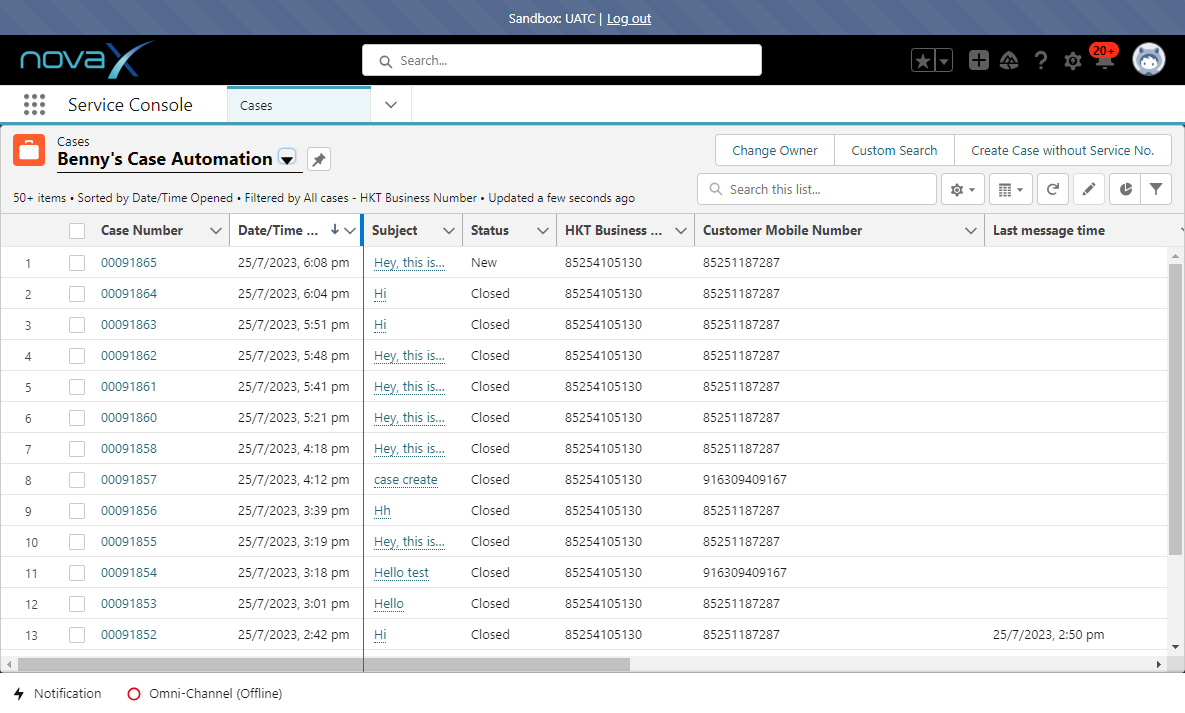 Sandbox: UATC | Log out
novaX
Search...
20+
Service Console
Cases
Cases
Benny's Case Automation
Change Owner
Custom Search
Create Case without Service No.
50+ items • Sorted by Date/Time Opened • Filtered by All cases - HKT Business Number • Updated a few seconds ago
Search this list...
Case Number Date/Time ... Subject Status HKT Business ... Customer Mobile Number Last message time
1 00091865 25/7/2023, 6:08 pm Hey, this is... New 85254105130 85251187287
2 00091864 25/7/2023, 6:04 pm Hi Closed 85254105130 85251187287
3 00091863 25/7/2023, 5:51 pm Hi Closed 85254105130 85251187287
4 00091862 25/7/2023, 5:48 pm Hey, this is... Closed 85254105130 85251187287
5 00091861 25/7/2023, 5:41 pm Hey, this is... Closed 85254105130 85251187287
6 00091860 25/7/2023, 5:21 pm Hey, this is... Closed 85254105130 85251187287
7 00091858 25/7/2023, 4:18 pm Hey, this is... Closed 85254105130 85251187287
8 00091857 25/7/2023, 4:12 pm case create Closed 85254105130 916309409167
9 00091856 25/7/2023, 3:39 pm Hh Closed 85254105130 85251187287
10 00091855 25/7/2023, 3:19 pm Hey, this is... Closed 85254105130 85251187287
11 00091854 25/7/2023, 3:18 pm Hello test Closed 85254105130 916309409167
12 00091853 25/7/2023, 3:01 pm Hello Closed 85254105130 85251187287
13 00091852 25/7/2023, 2:42 pm Hi Closed 85254105130 85251187287 25/7/2023, 2:50 pm
Notification
Omni-Channel (Offline)